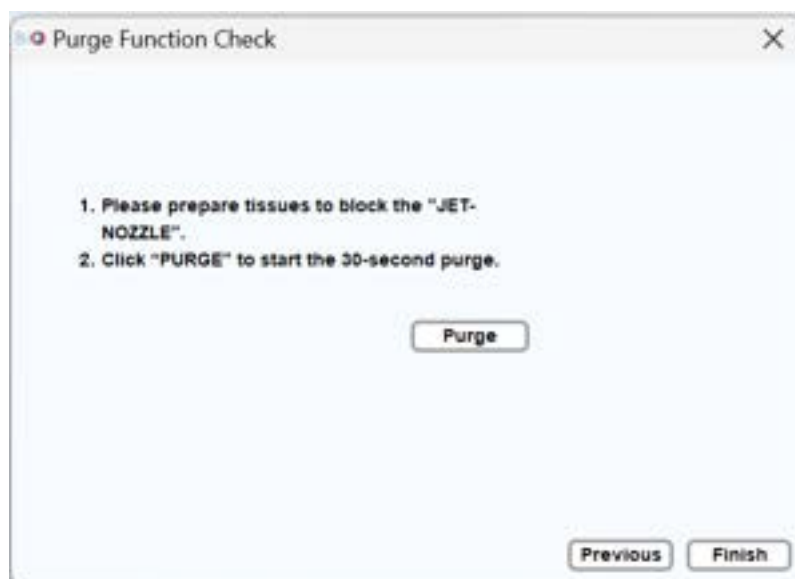 Purge Function Check
1. Please prepare tissues to block the "JET-
NOZZLE".
2. Click "PURGE" to start the 30-second purge.
Purge
Previous
Finish